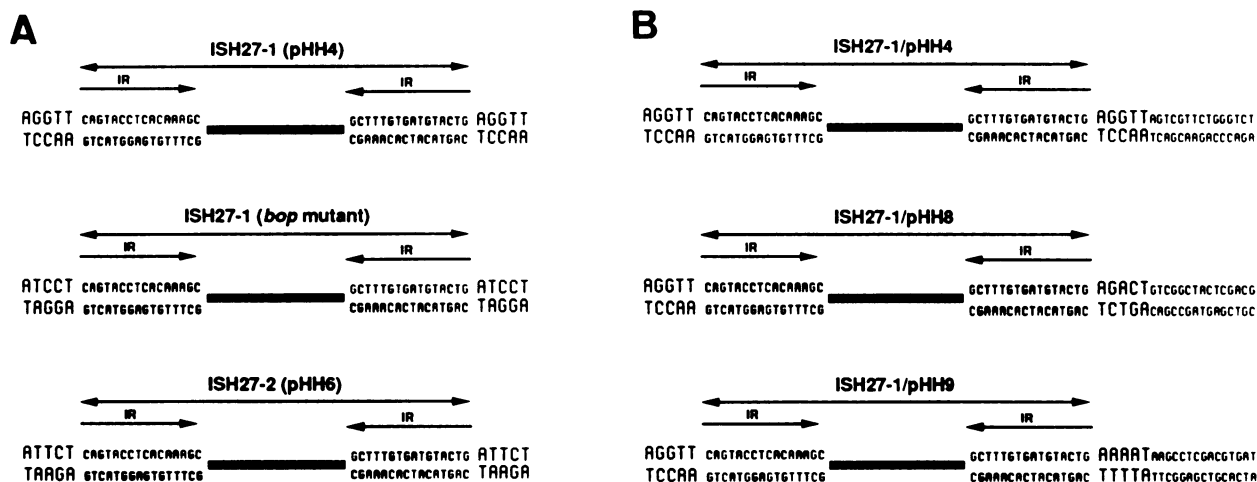 A
ISH27-1 (pHH4)
IR IR
AGGTT CAGTACCTCACAAAGC GCTTTGTGATGTACTG AGGTT
TCCAA GTCATGGAGTGTTTCG CGAAACACTACATGAC TCCAA
ISH27-1 (bop mutant)
IR IR
ATCCT CAGTACCTCACAAAGC GCTTTGTGATGTACTG ATCCT
TAGGA GTCATGGAGTGTTTCG CGAAACACTACATGAC TAGGA
ISH27-2 (pHH6)
IR IR
ATTCT CAGTACCTCACAAAGC GCTTTGTGATGTACTG ATTCT
TAAGA GTCATGGAGTGTTTCG CGAAACACTACATGAC TAAGA
B
ISH27-1/pHH4
IR IR
AGGTT CAGTACCTCACAAAGC GCTTTGTGATGTACTG AGGTTAGTCGTTCTGGGTCT
TCCAA GTCATGGAGTGTTTCG CGAAACACTACATGAC TCCAATCAGCAAGACCCAGA
ISH27-1/pHH8
IR IR
AGGTT CAGTACCTCACAAAGC GCTTTGTGATGTACTG AGACTGTCGGCTACTCGACG
TCCAA GTCATGGAGTGTTTCG CGAAACACTACATGAC TCTGACAGCCGATGAGCTGC
ISH27-1/pHH9
IR IR
AGGTT CAGTACCTCACAAAGC GCTTTGTGATGTACTG AAAATAAGCCTCGACGTGAT
TCCAA GTCATGGAGTGTTTCG CGAAACACTACATGAC TTTTATTCGGAGCTGCACTA